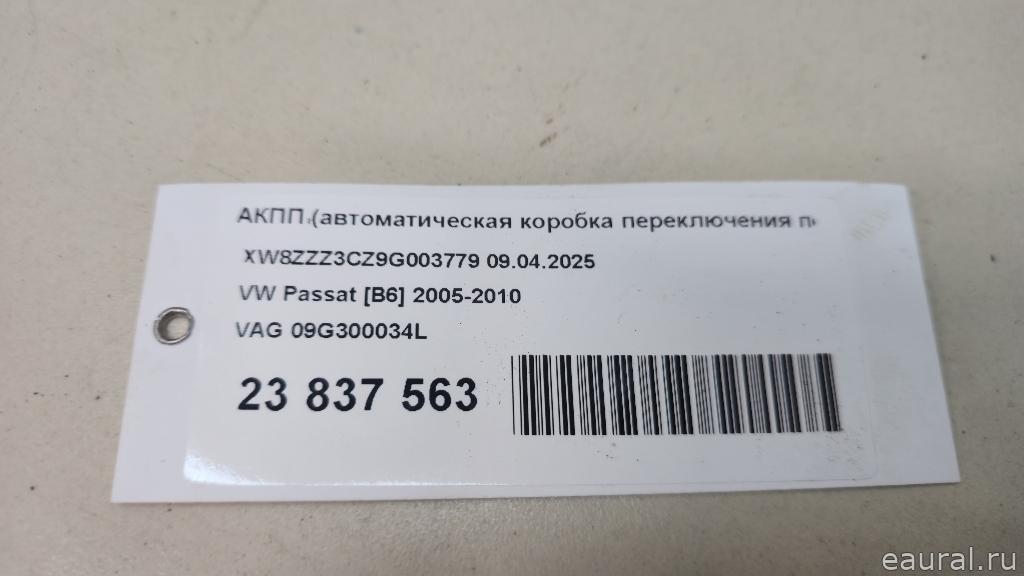 АКПП (автоматическая коробка переключения п
XW8ZZZ3CZ9G003779 09.04.2025
VW Passat [B6] 2005-2010
VAG 09G300034L
23 837 563
eaural.ru